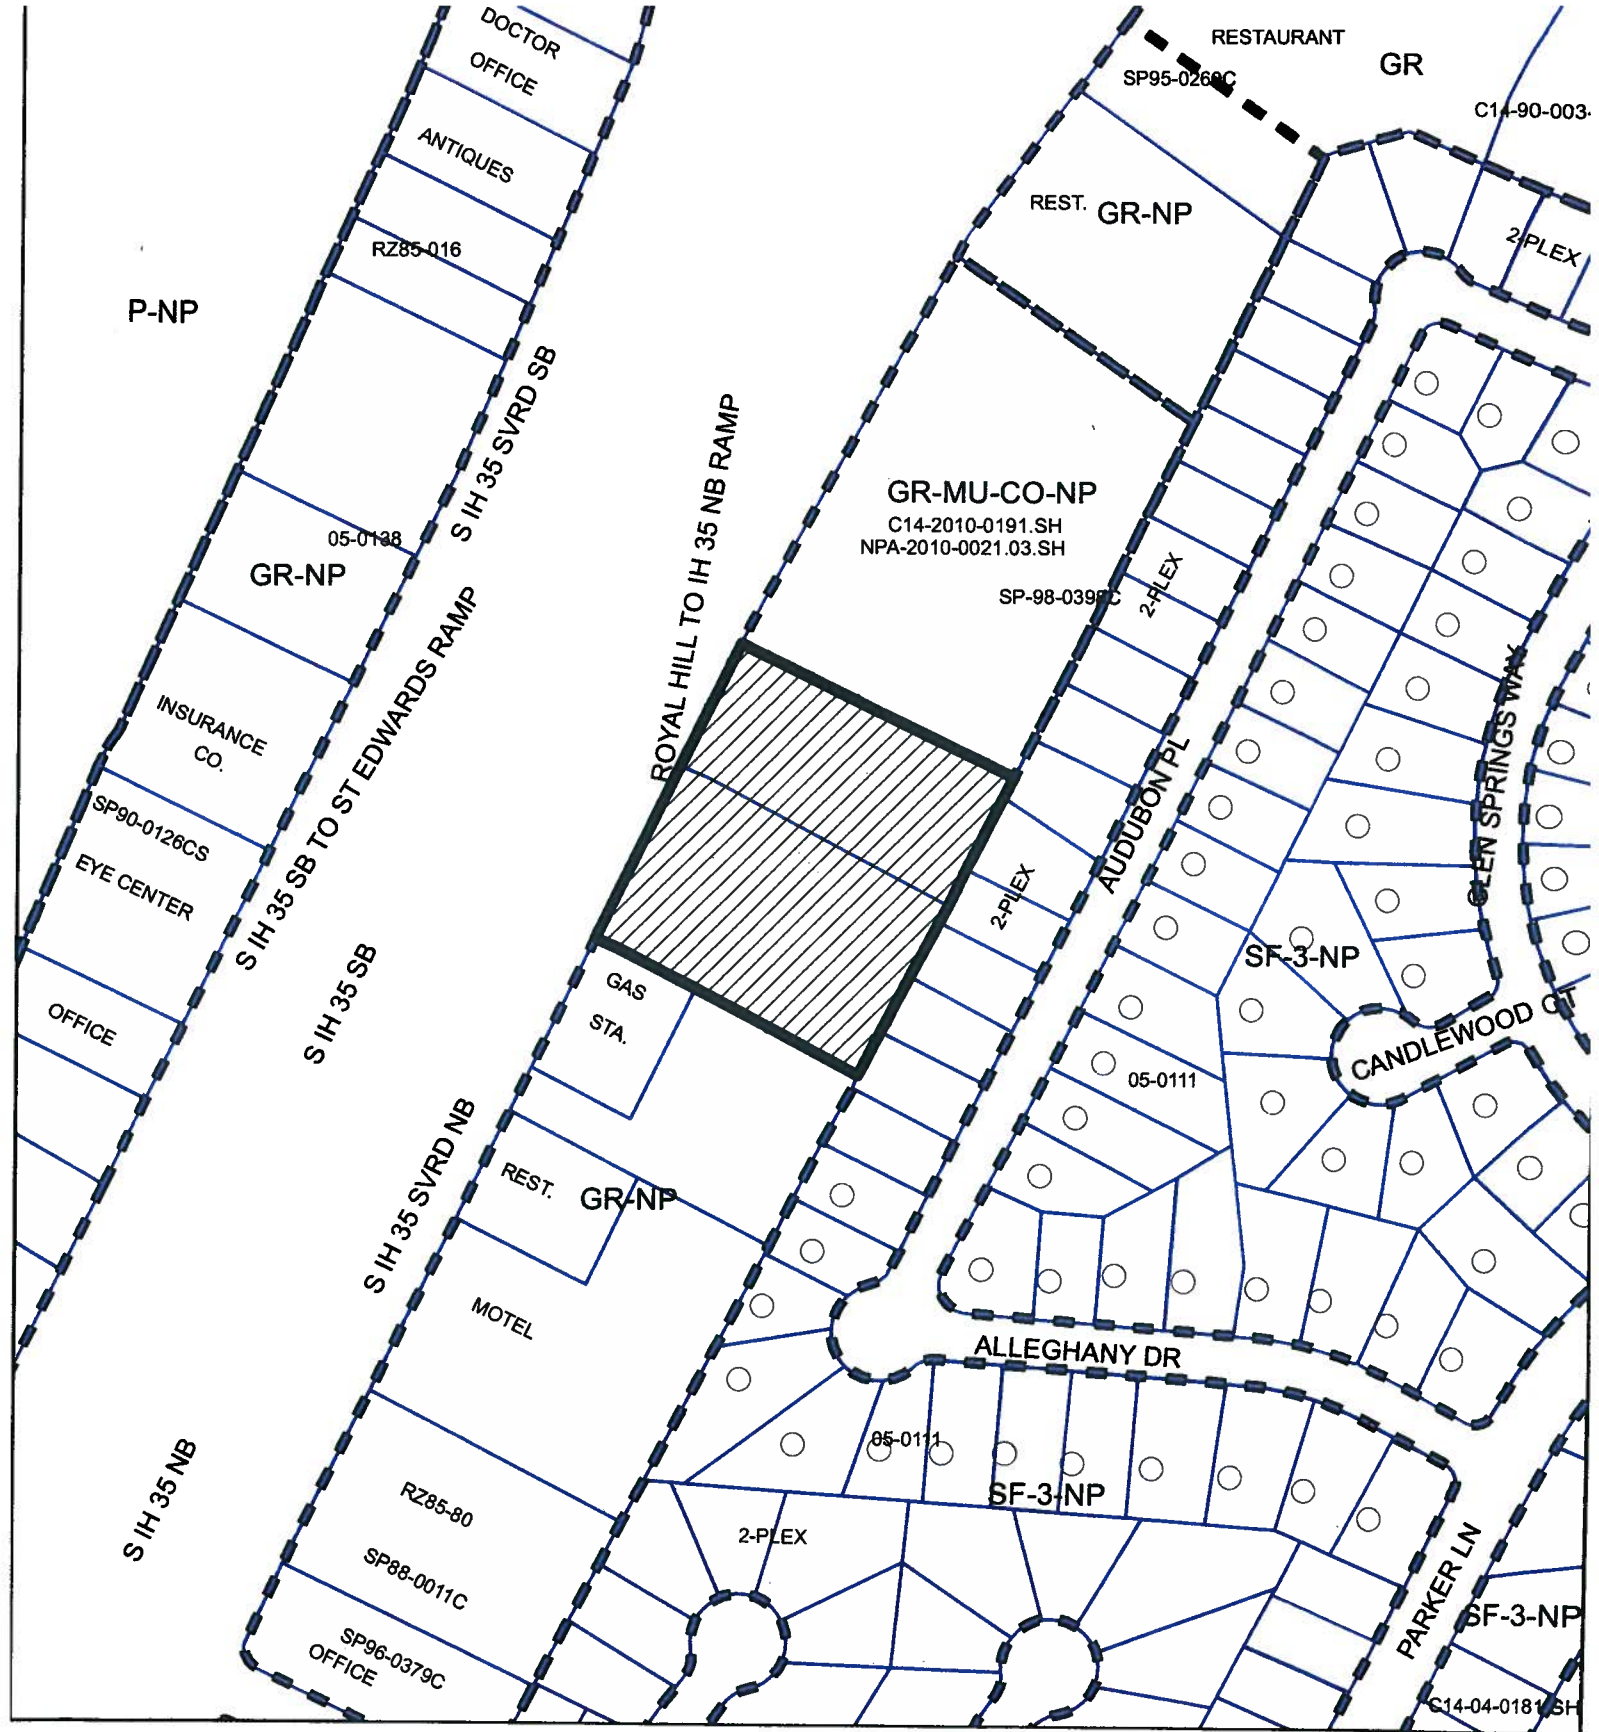 DOCTOR
OFFICE
RESTAURANT
GR
SP95-0269C
C14-90-003
ANTIQUES
REST.
GR-NP
2-PLEX
RZ85-016
P-NP
S IH 35 SVRD SB
ROYAL HILL TO IH 35 NB RAMP
GR-MU-CO-NP
C14-2010-0191.SH
NPA-2010-0021.03.SH
05-0138
GR-NP
SP-98-0398C
2-PLEX
S IH 35 SB TO ST EDWARDS RAMP
INSURANCE
CO.
GLEN SPRINGS WAY
AUDUBON PL
SP90-0126CS
EYE CENTER
2-PLEX
SF-3-NP
S IH 35 SB
GAS
STA.
OFFICE
CANDLEWOOD CT
05-0111
S IH 35 SVRD NB
REST.
GR-NP
MOTEL
ALLEGHANY DR
05-0111
SF-3-NP
S IH 35 NB
RZ85-80
2-PLEX
SP88-0011C
PARKER LN
SF-3-NP
SP96-0379C
OFFICE
C14-04-0181.SH